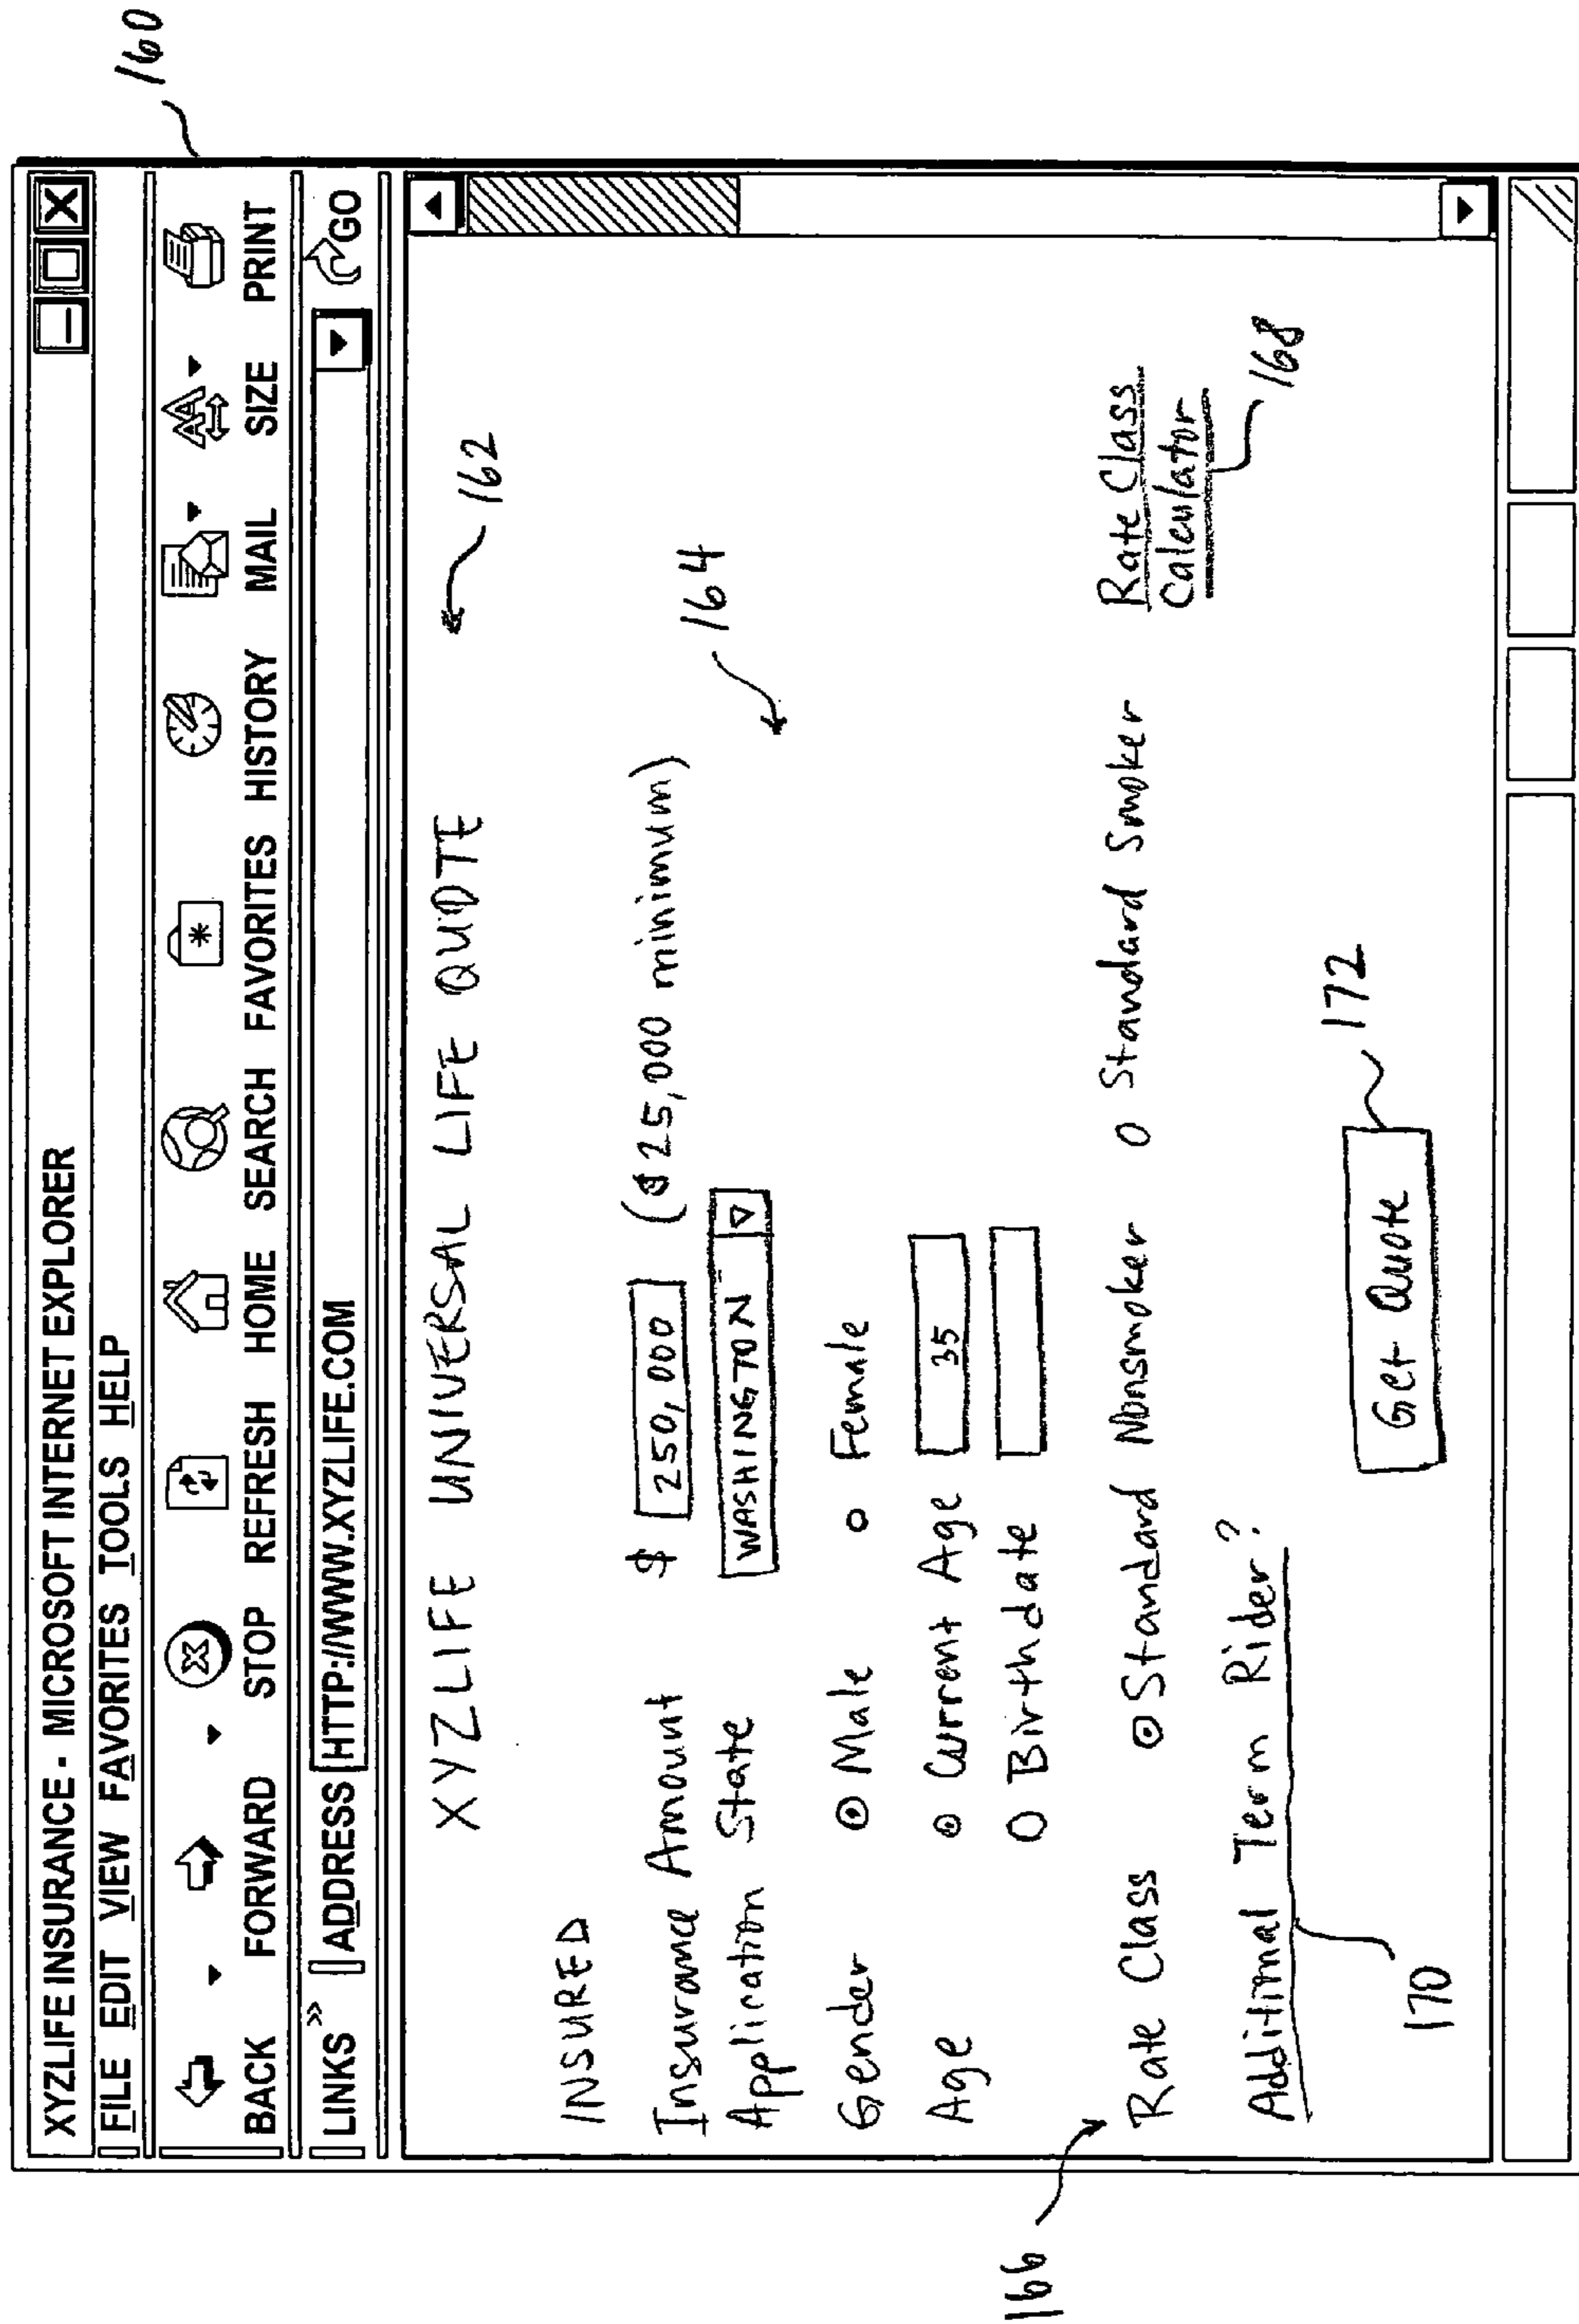 160
XYZLIFE INSURANCE - MICROSOFT INTERNET EXPLORER
FILE EDIT VIEW FAVORITES TOOLS HELP
BACK FORWARD STOP REFRESH HOME SEARCH FAVORITES HISTORY MAIL SIZE PRINT
LINKS » ADDRESS HTTP://WWW.XYZLIFE.COM GO
XYZLIFE UNIVERSAL LIFE QUOTE
162
INSURED
Insurance Amount $ 250,000 ($25,000 minimum)
Application State WASHINGTON
164
Gender Male Female
Age Current Age 35
Birthdate
166
Rate Class Standard Nonsmoker Standard Smoker Rate Class
Calculator
168
Additional Term Rider?
170
Get Quote 172